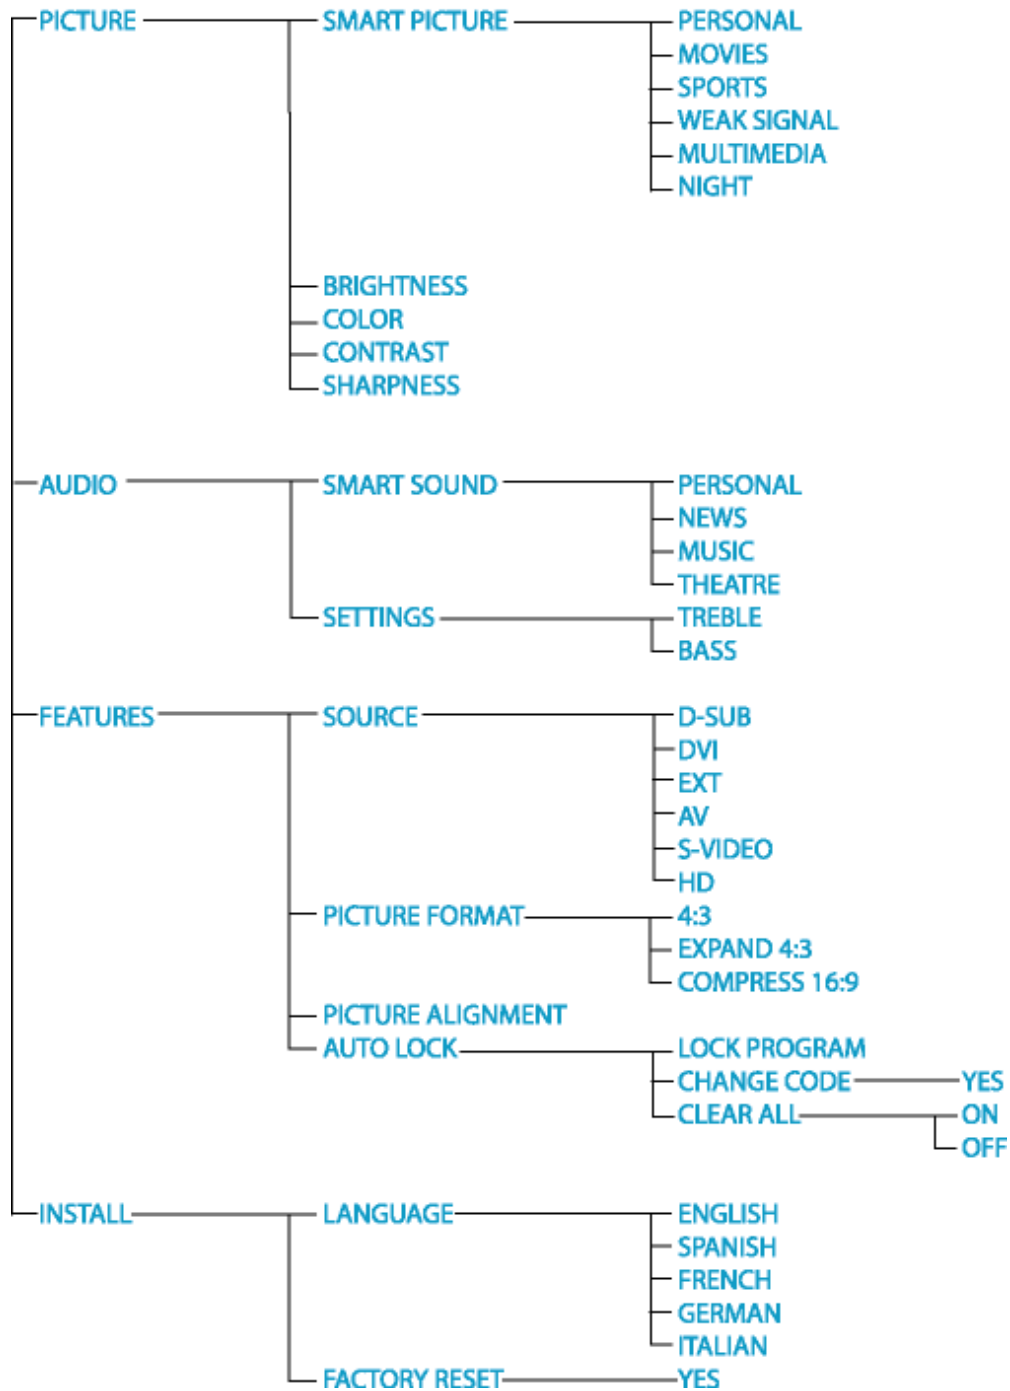 PICTURE SMART PICTURE PERSONAL
MOVIES
SPORTS
WEAK SIGNAL
MULTIMEDIA
NIGHT
BRIGHTNESS
COLOR
CONTRAST
SHARPNESS
AUDIO SMART SOUND PERSONAL
NEWS
MUSIC
THEATRE
SETTINGS TREBLE
BASS
FEATURES SOURCE D-SUB
DVI
EXT
AV
S-VIDEO
HD
PICTURE FORMAT 4:3
EXPAND 4:3
COMPRESS 16:9
PICTURE ALIGNMENT
AUTO LOCK LOCK PROGRAM
CHANGE CODE YES
CLEAR ALL ON
OFF
INSTALL LANGUAGE ENGLISH
SPANISH
FRENCH
GERMAN
ITALIAN
FACTORY RESET YES